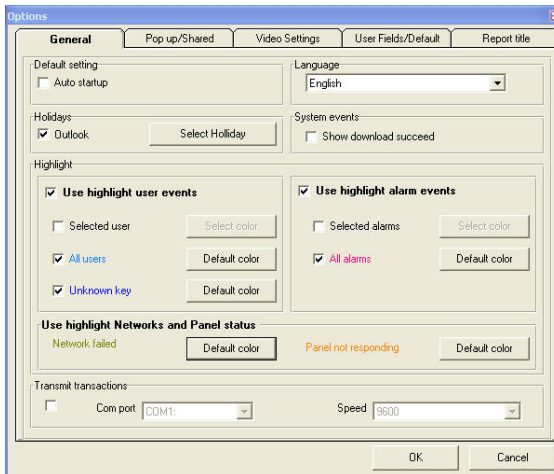 Options
General Pop up/Shared Video Settings User Fields/Default Report title
Default setting Language
Auto startup English
Holidays System events
Outlook Select Holliday Show download succeed
Highlight
Use highlight user events Use highlight alarm events
Selected user Select color Selected alarms Select color
All users Default color All alarms Default color
Unknown key Default color
Use highlight Networks and Panel status
Network failed Default color Panel not responding Default color
Transmit transactions
Com port COM1: Speed 9600
OK Cancel